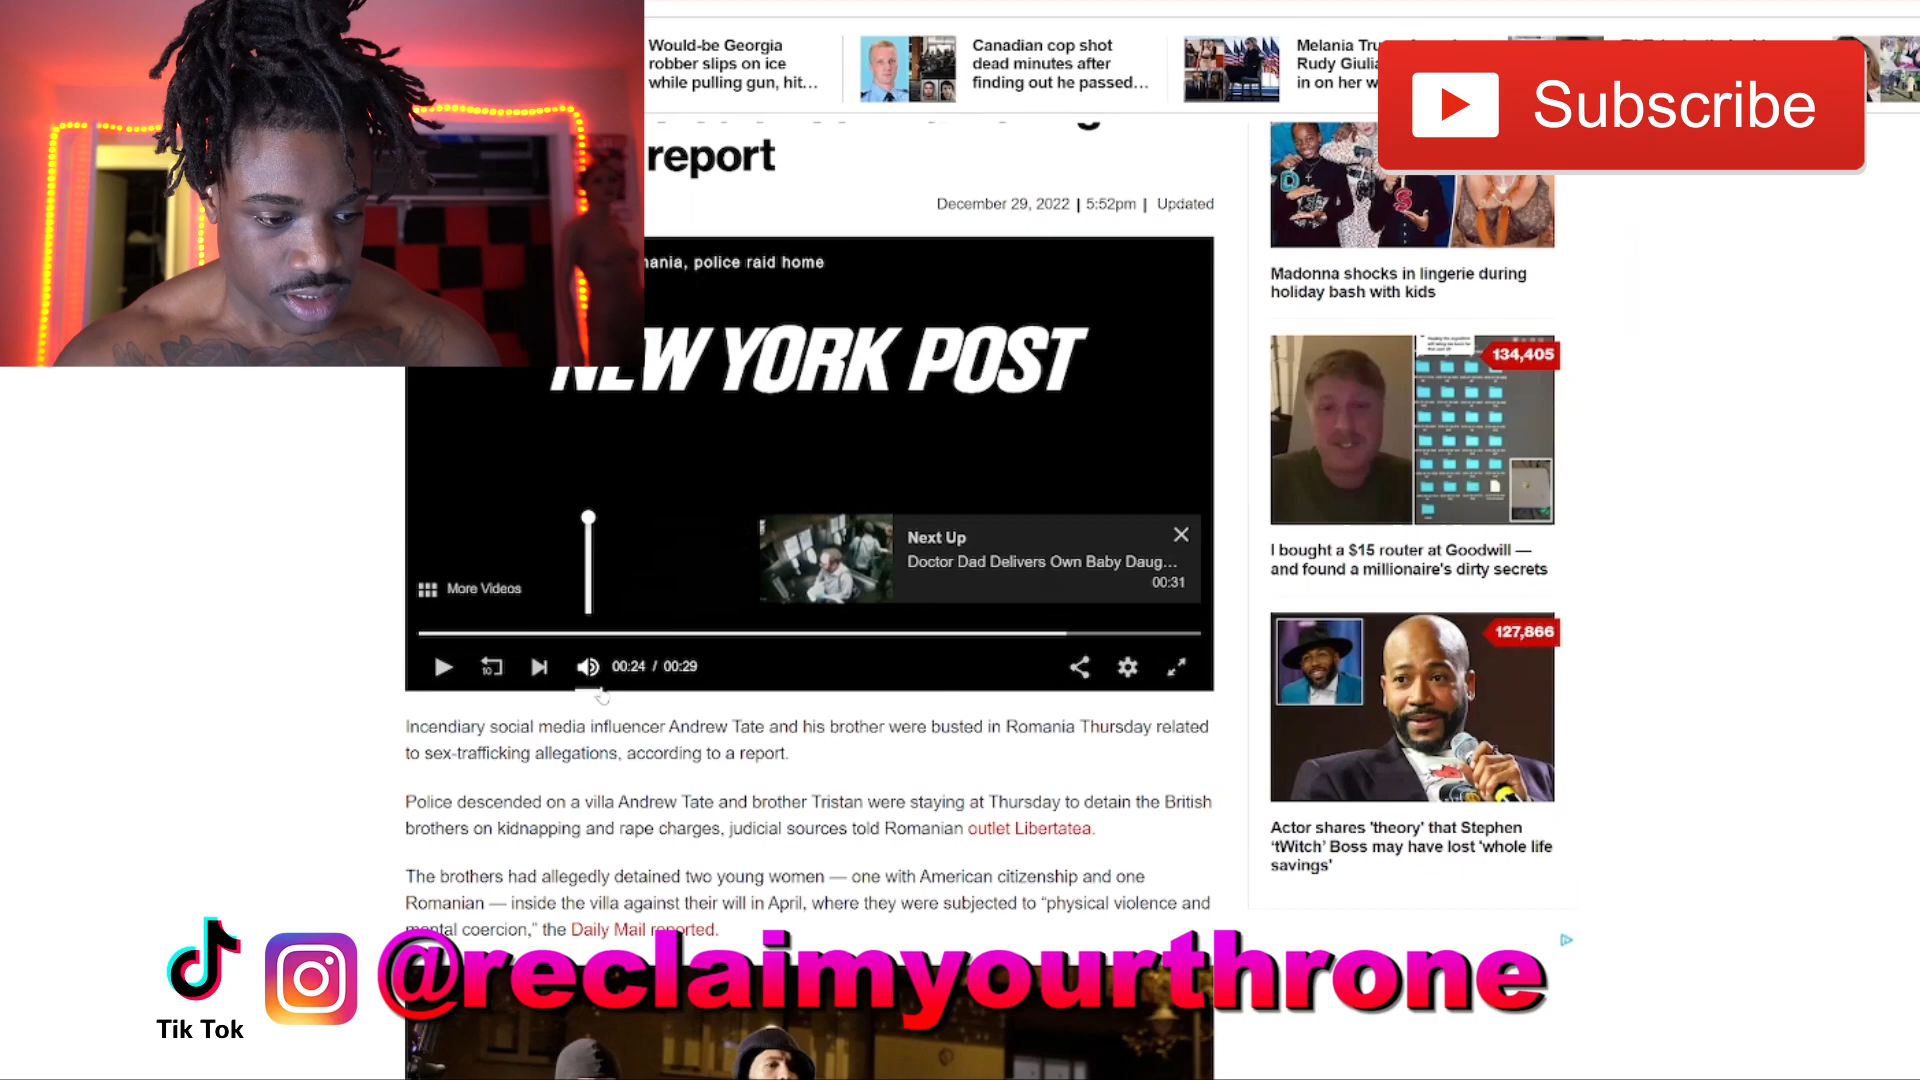 Would-be Georgia
robber slips on ice
while pulling gun, hit...
Canadian cop shot
dead minutes after
finding out he passed...
Melania
Rudy
in on her
Subscribe
report
December 29, 2022 | 5:52pm | Updated
police raid home
NEW YORK POST
Madonna shocks in lingerie during
holiday bash with kids
134,405
Next Up
Doctor Dad Delivers Own Baby Daug...
00:31
More Videos
10
00:24 / 00:29
I bought a $15 router at Goodwill —
and found a millionaire's dirty secrets
127,866
Incendiary social media influencer Andrew Tate and his brother were busted in Romania Thursday related
to sex-trafficking allegations, according to a report.
Police descended on a villa Andrew Tate and brother Tristan were staying at Thursday to detain the British
brothers on kidnapping and rape charges, judicial sources told Romanian outlet Libertatea.
The brothers had allegedly detained two young women — one with American citizenship and one
Romanian — inside the villa against their will in April, where they were subjected to “physical violence and
mental coercion,” the Daily Mail reported.
Actor shares 'theory' that Stephen
‘tWitch’ Boss may have lost 'whole life
savings'
@reclaimyourthrone
Tik Tok